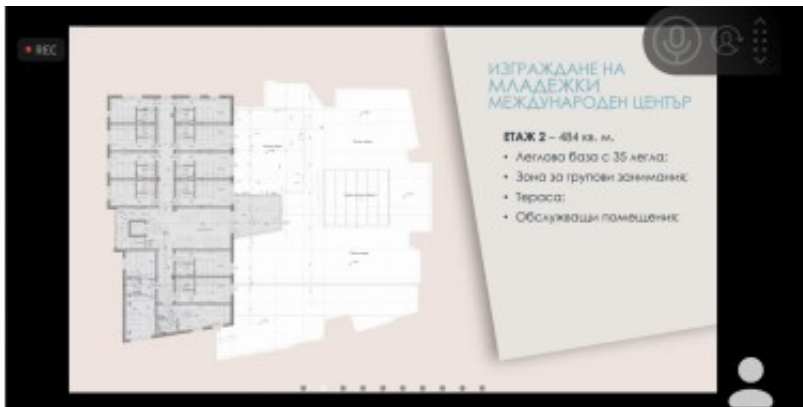 REC
ИЗГРАЖДАНЕ НА
МЛАДЕЖКИ
МЕЖДУНАРОДЕН ЦЕНТЪР
ЕТАЖ 2 – 484 кв. м.
• Леглова база с 35 легла;
• Зона за групови занимания;
• Тераса;
• Обслужващи помещения;